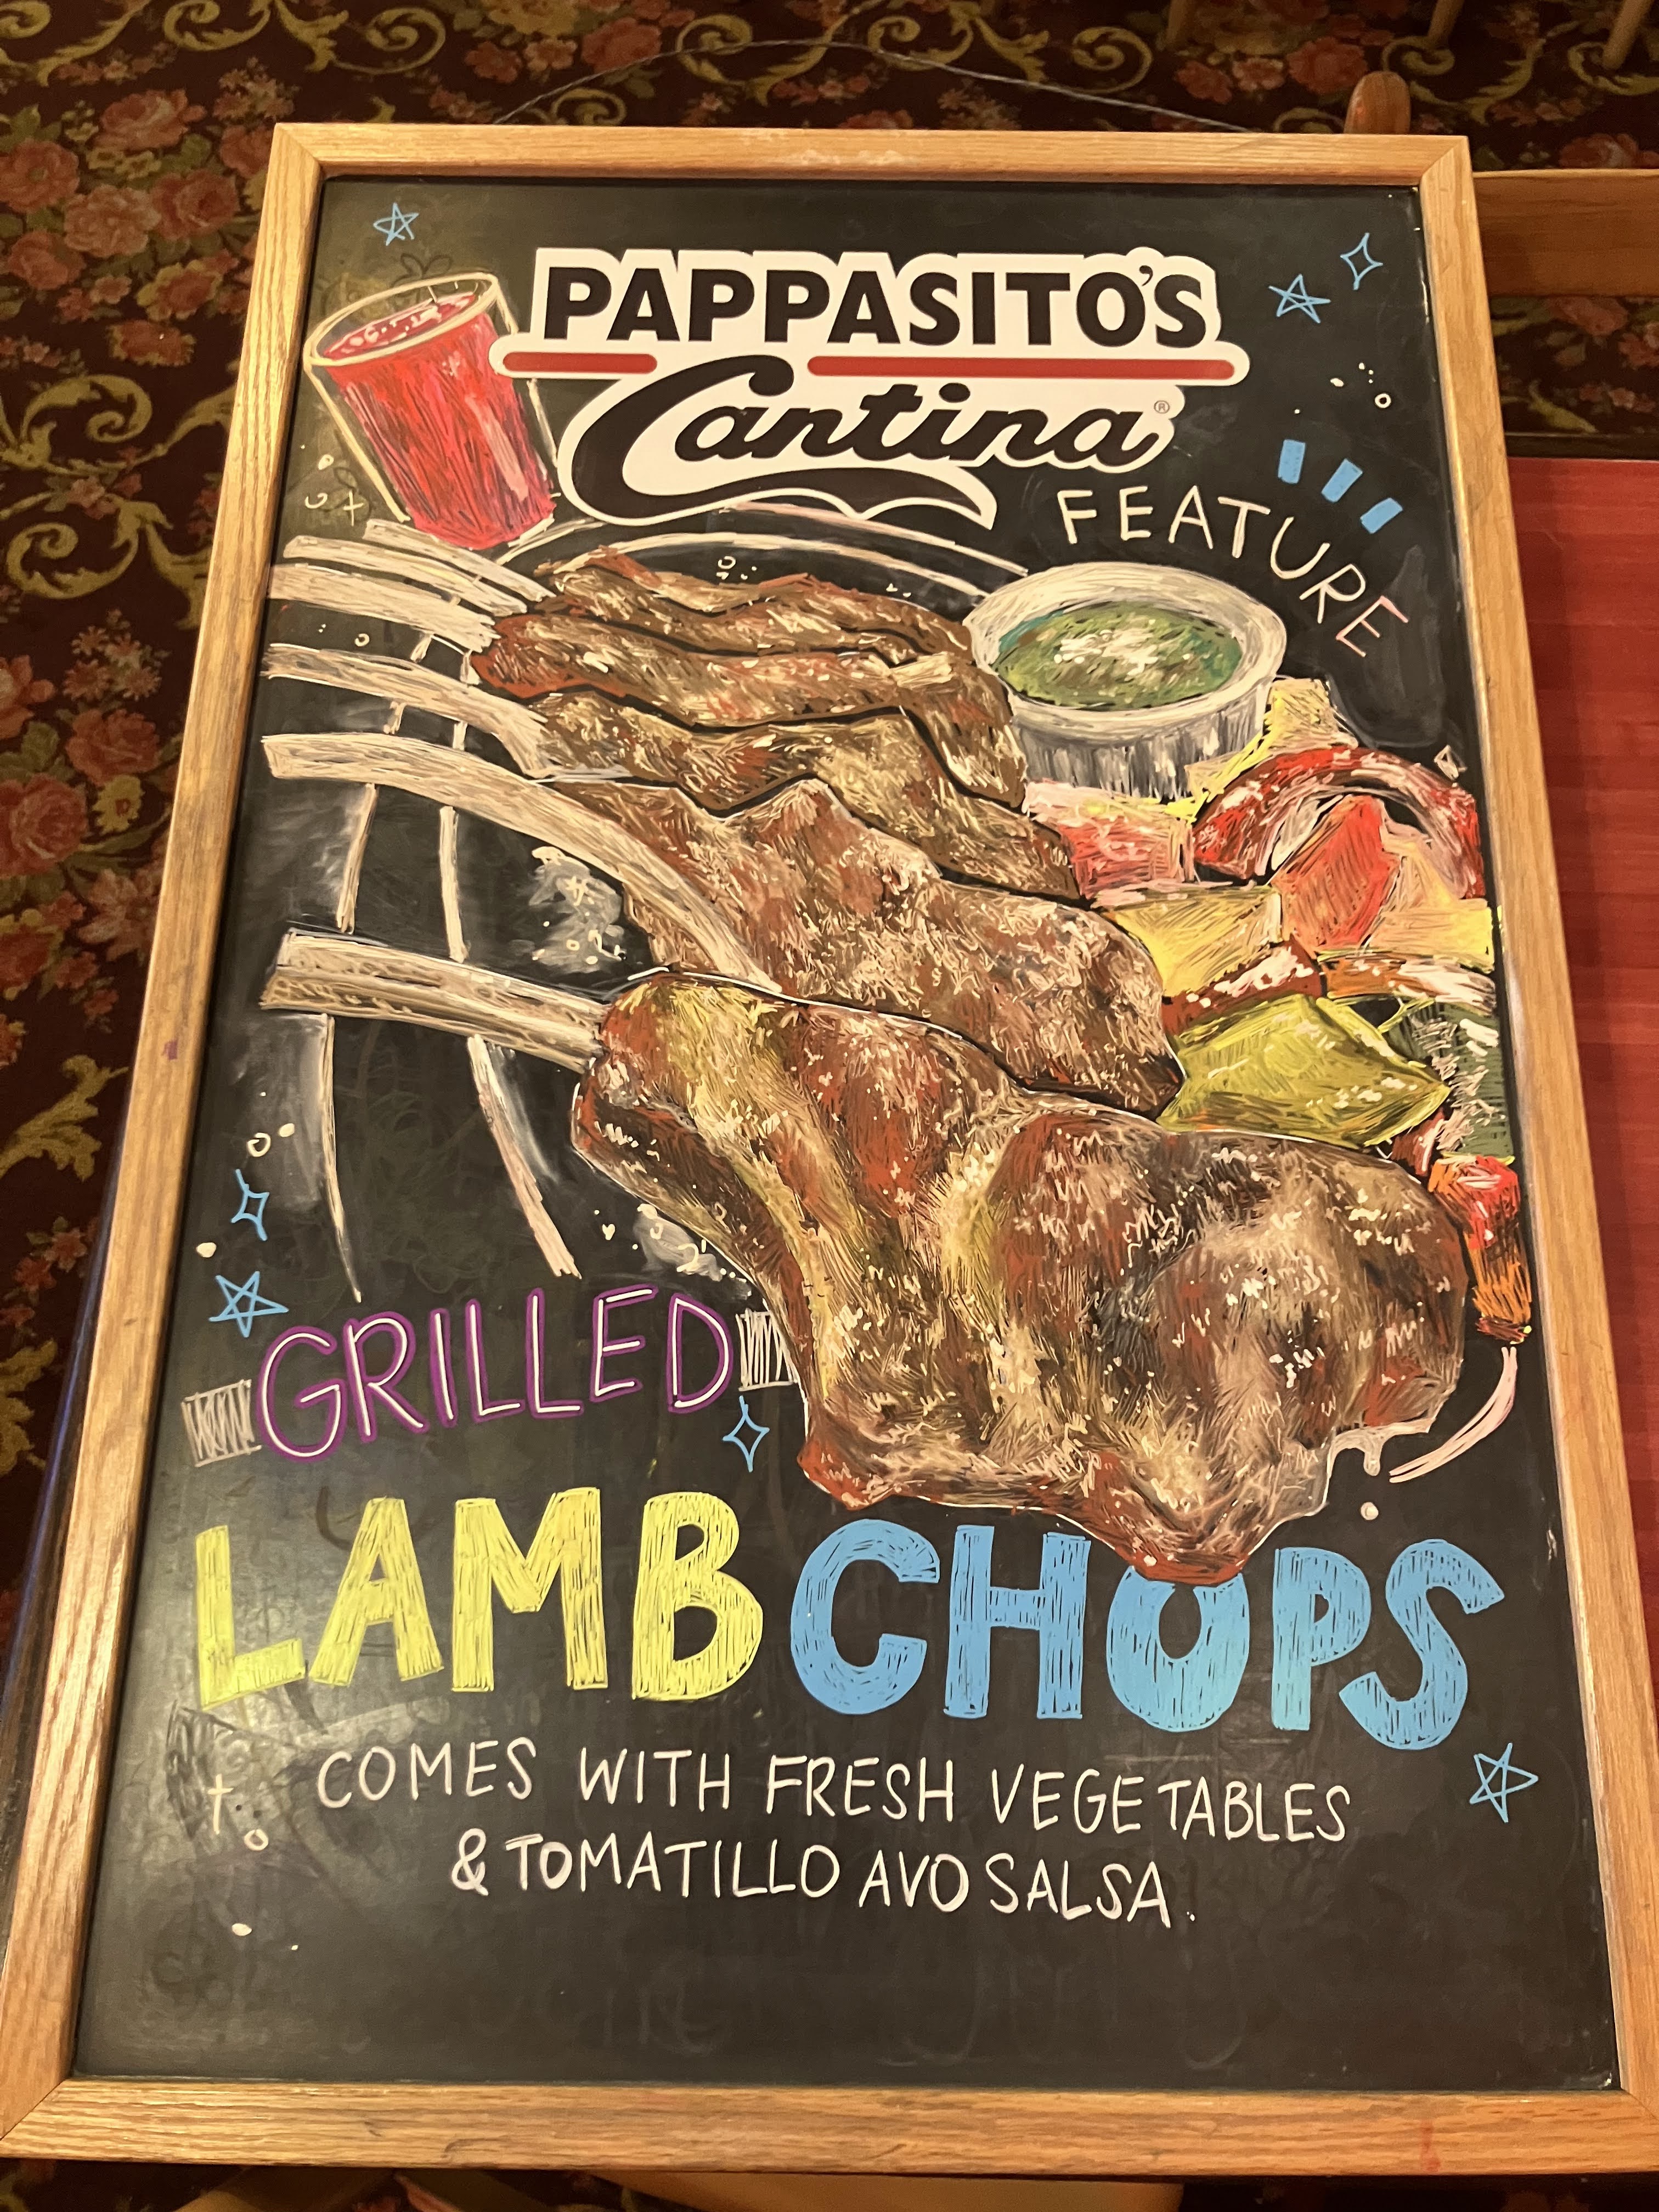 PAPPASITO'S
Cantina®
FEATURE
GRILLED
LAMB CHOPS
COMES WITH FRESH VEGETABLES
& TOMATILLO AVO SALSA.